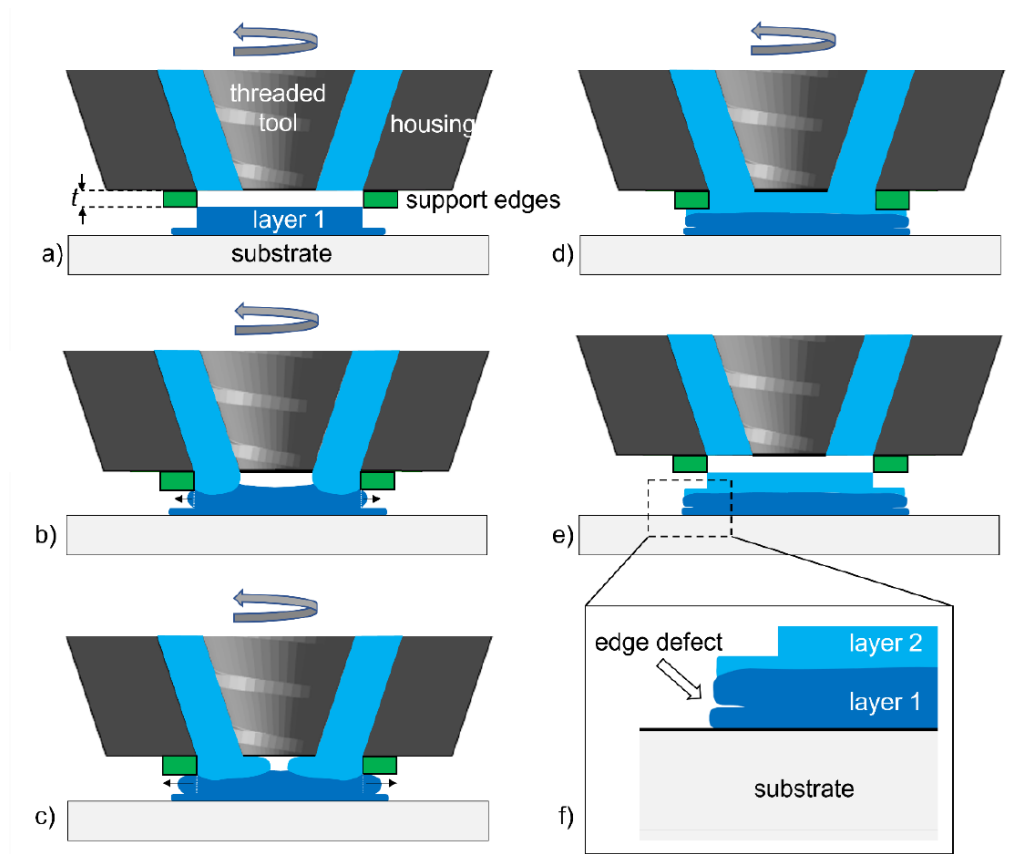 threaded
tool
housing
t
support edges
layer 1
substrate
a)
b)
c)
d)
e)
edge defect
layer 2
layer 1
substrate
f)